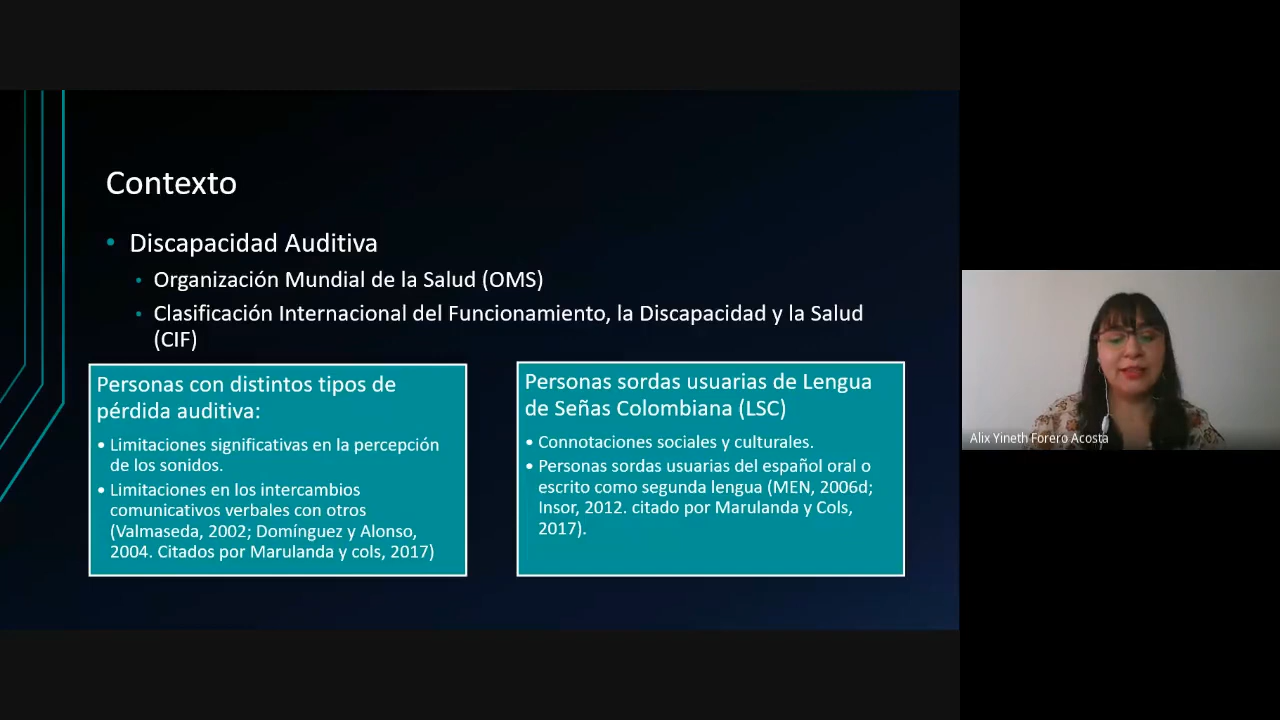 Contexto
• Discapacidad Auditiva
• Organización Mundial de la Salud (OMS)
• Clasificación Internacional del Funcionamiento, la Discapacidad y la Salud
(CIF)
Personas con distintos tipos de
pérdida auditiva:
• Limitaciones significativas en la percepción
de los sonidos.
• Limitaciones en los intercambios
comunicativos verbales con otros
(Valmaseda, 2002; Domínguez y Alonso,
2004. Citados por Marulanda y cols, 2017)
Personas sordas usuarias de Lengua
de Señas Colombiana (LSC)
• Connotaciones sociales y culturales.
• Personas sordas usuarias del español oral o
escrito como segunda lengua (MEN, 2006d;
Insor, 2012. citado por Marulanda y Cols,
2017).
Alix Yineth Forero Acosta